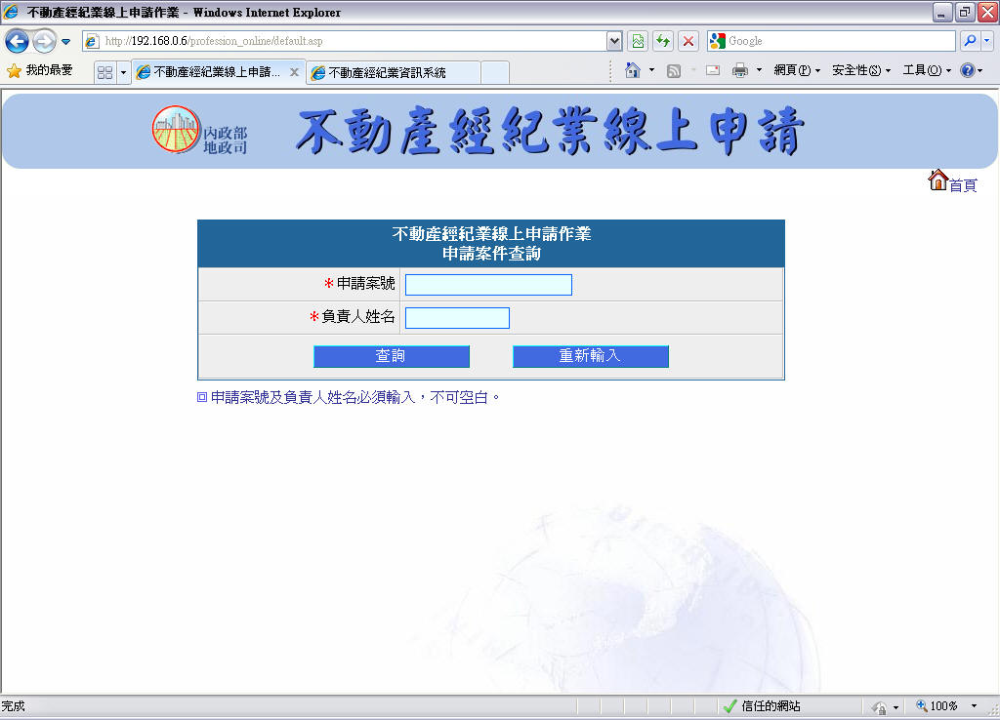 不動產經紀業線上申請作業 - Windows Internet Explorer
http://192.168.0.6/profession_online/default.asp
Google
我的最愛
不動產經紀業線上申請...
不動產經紀業資訊系統
網頁(P)
安全性(S)
工具(O)
內政部
地政司
不動產經紀業線上申請
首頁
不動產經紀業線上申請作業
申請案件查詢
*申請案號
*負責人姓名
查詢
重新輸入
申請案號及負責人姓名必須輸入，不可空白。
完成
信任的網站
100%